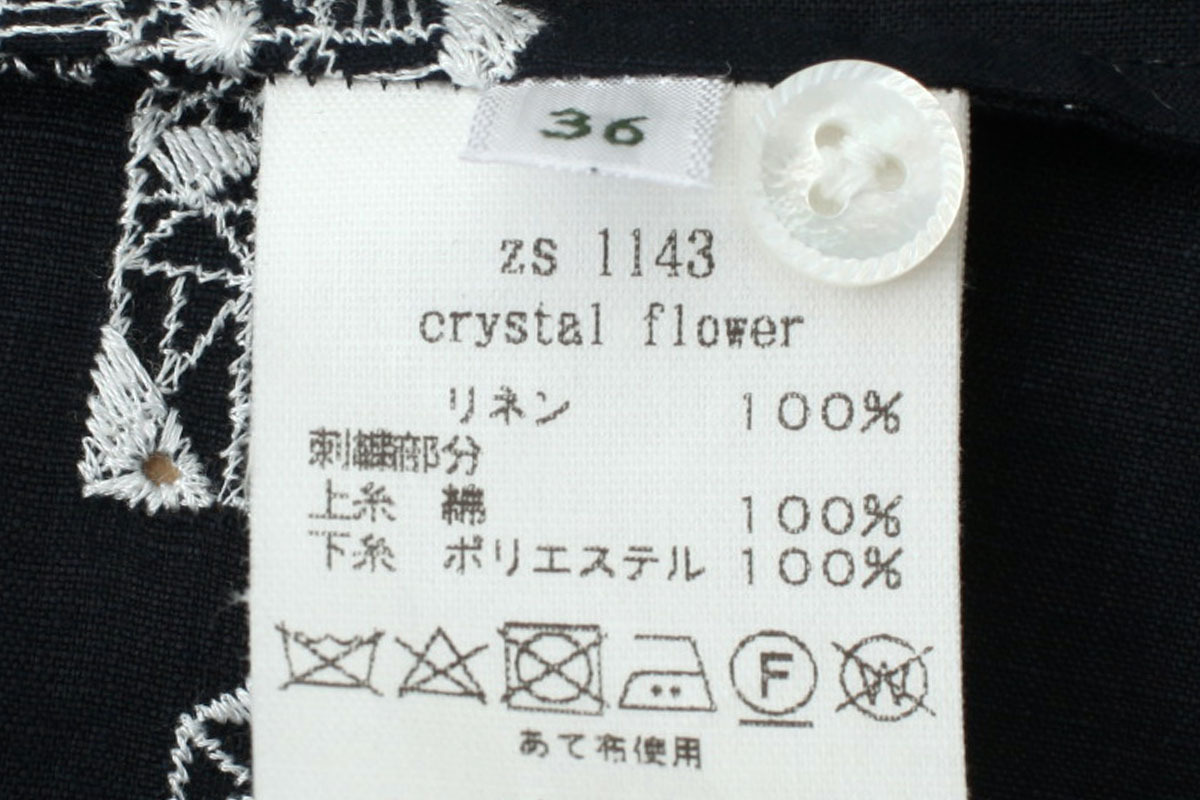 36
zs 1143
crystal flower
リネン 100%
刺繍部分
上糸 綿 100%
下糸 ポリエステル 100%
F W
あて布使用